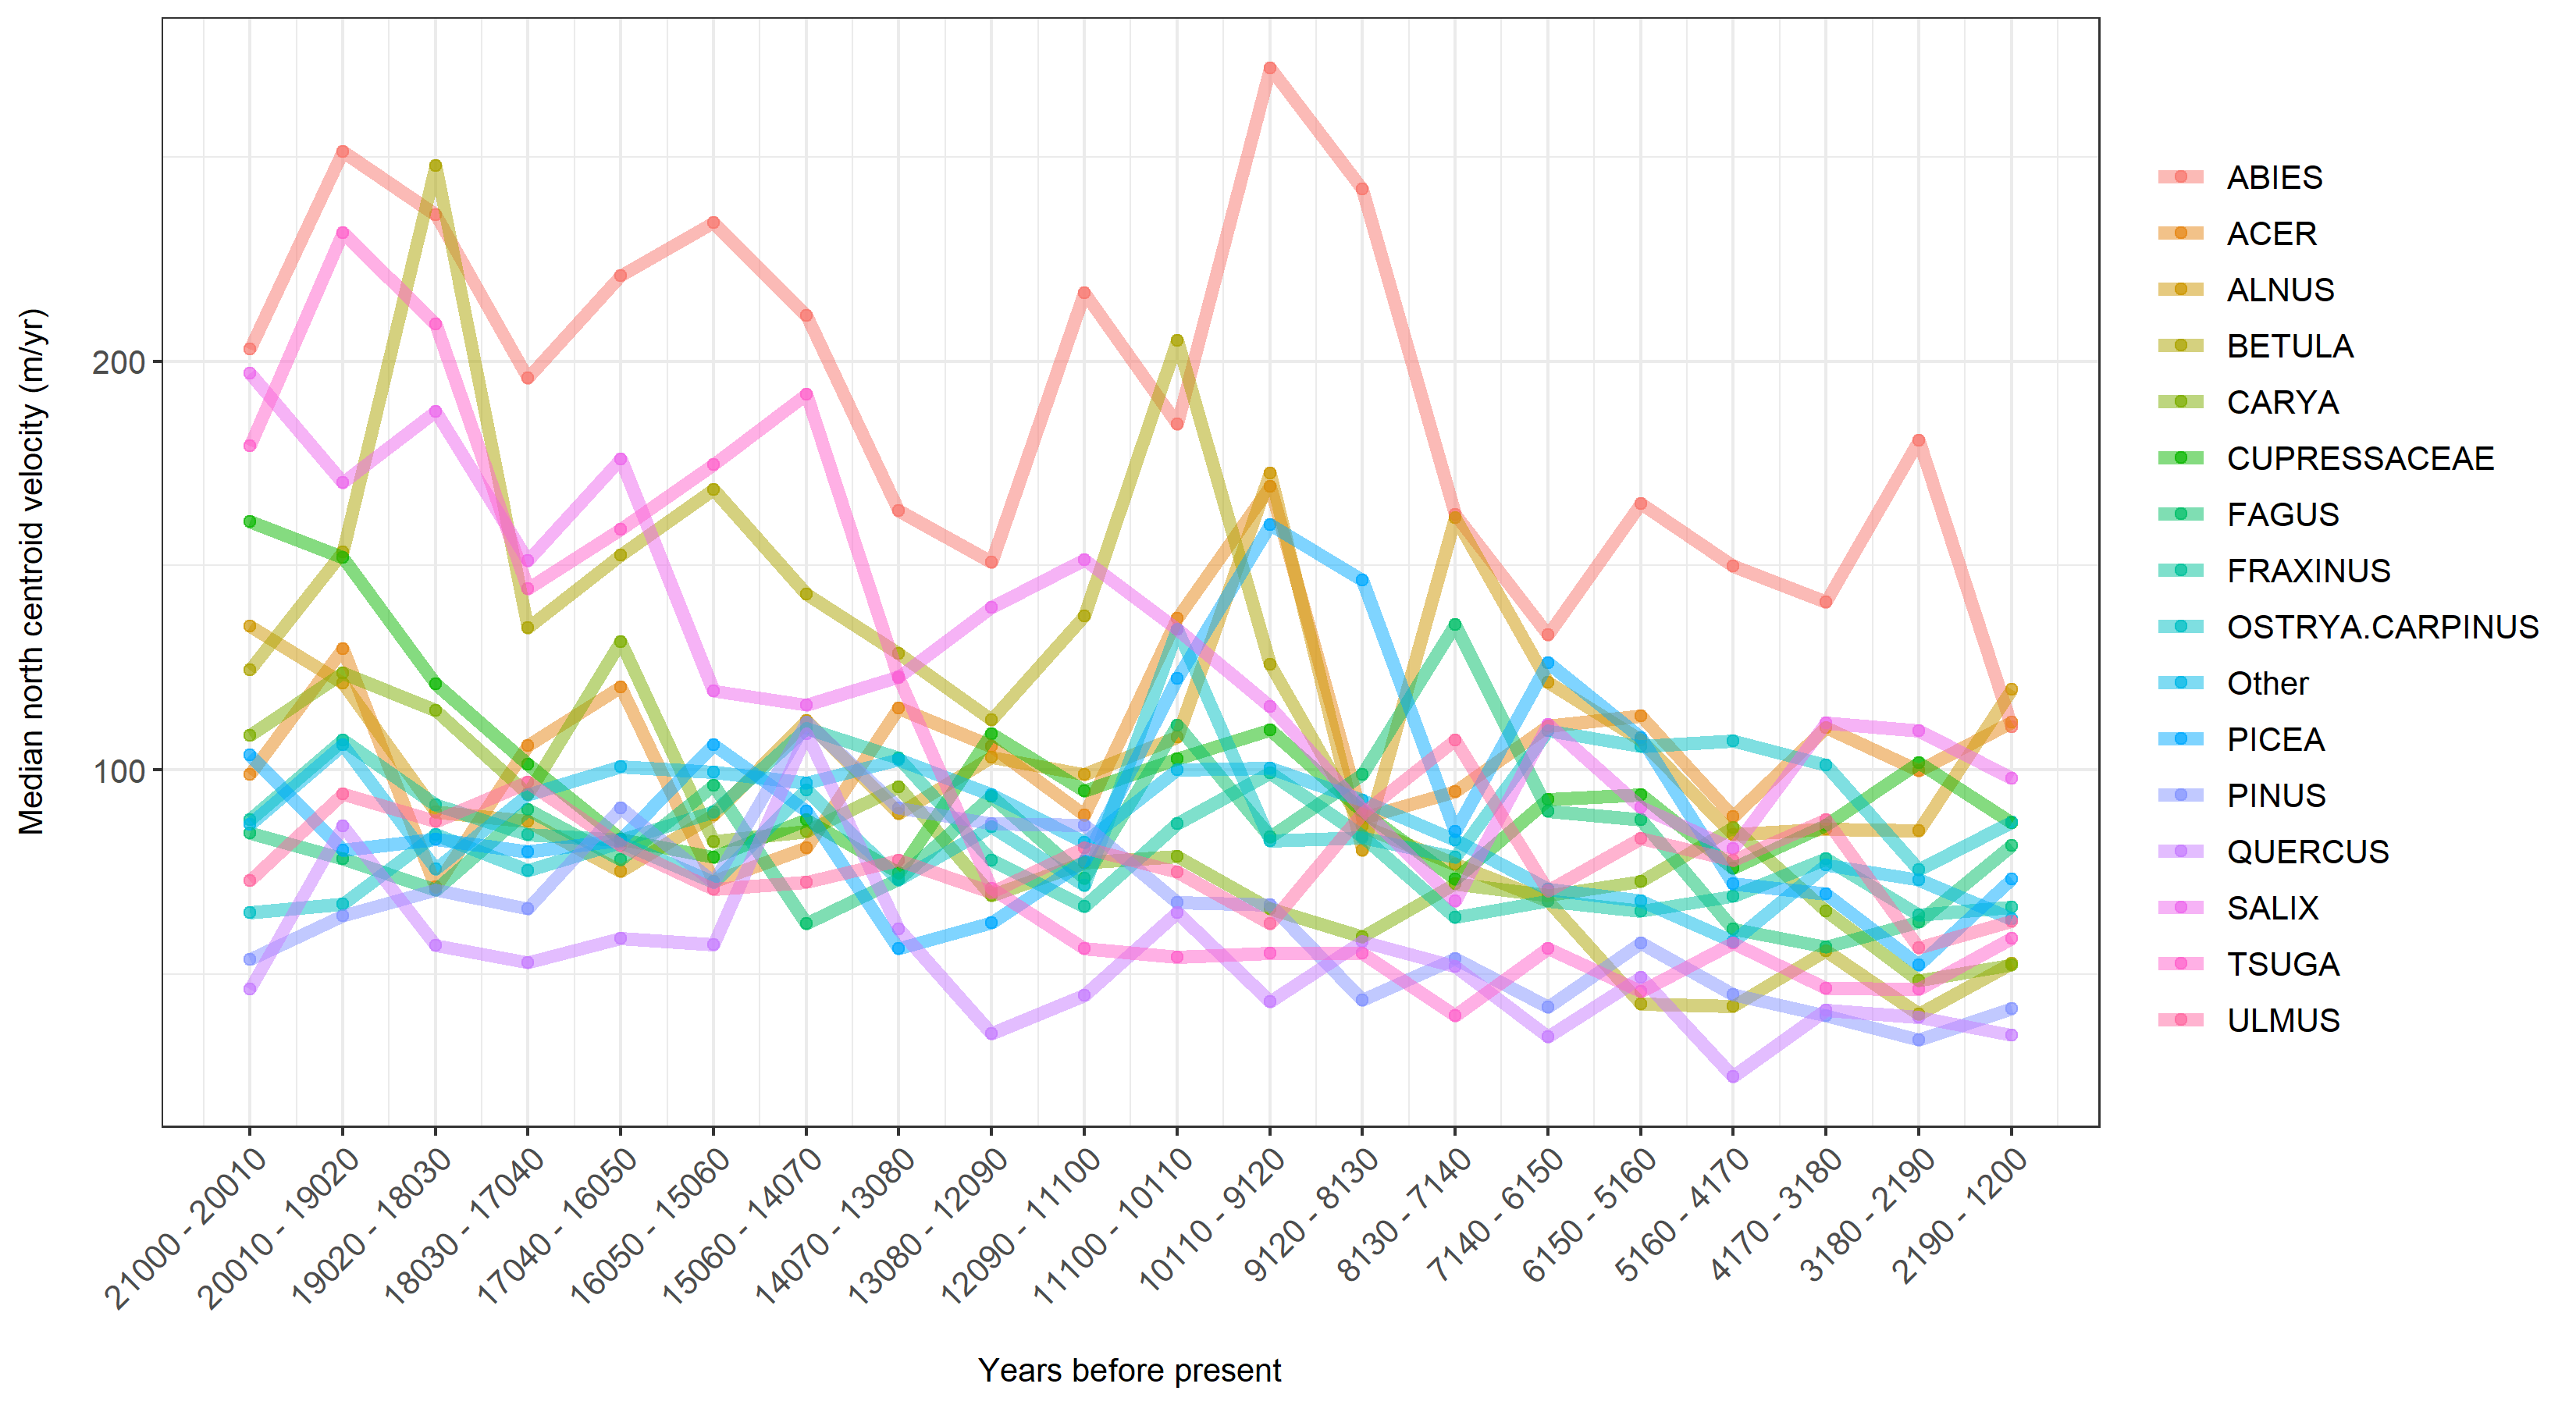 Median north centroid velocity (m/yr)
200
100
21000 - 20010
20010 - 19020
19020 - 18030
18030 - 17040
17040 - 16050
16050 - 15060
15060 - 14070
14070 - 13080
13080 - 12090
12090 - 11100
11100 - 10110
10110 - 9120
9120 - 8130
8130 - 7140
7140 - 6150
6150 - 5160
5160 - 4170
4170 - 3180
3180 - 2190
2190 - 1200
Years before present
ABIES
ACER
ALNUS
BETULA
CARYA
CUPRESSACEAE
FAGUS
FRAXINUS
OSTRYA.CARPINUS
Other
PICEA
PINUS
QUERCUS
SALIX
TSUGA
ULMUS